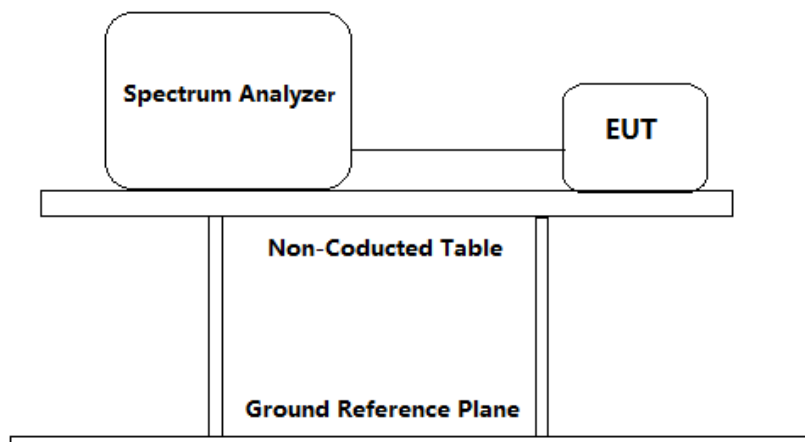 Spectrum Analyzer
EUT
Non-Coducted Table
Ground Reference Plane